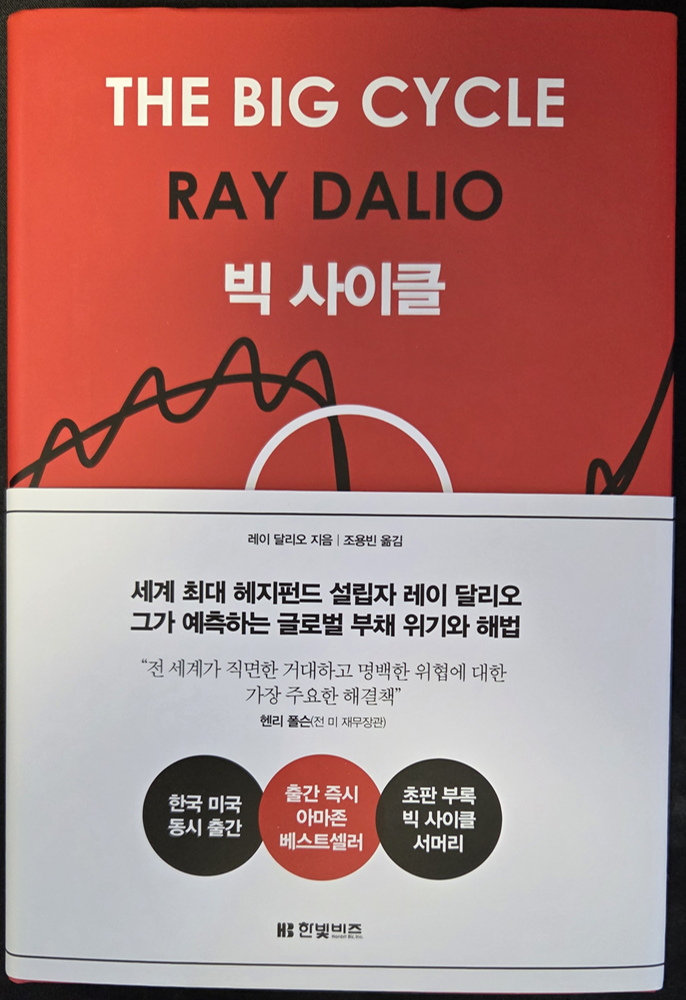 THE BIG CYCLE
RAY DALIO
빅 사이클
레이 달리오 지음 | 조용빈 옮김
세계 최대 헤지펀드 설립자 레이 달리오
그가 예측하는 글로벌 부채 위기와 해법
“전 세계가 직면한 거대하고 명백한 위협에 대한
가장 주요한 해결책”
헨리 폴슨(전 미 재무장관)
한국 미국
동시 출간
출간 즉시
아마존
베스트셀러
초판 부록
빅 사이클
서머리
HB 한빛비즈
Hanbit Biz, Inc.